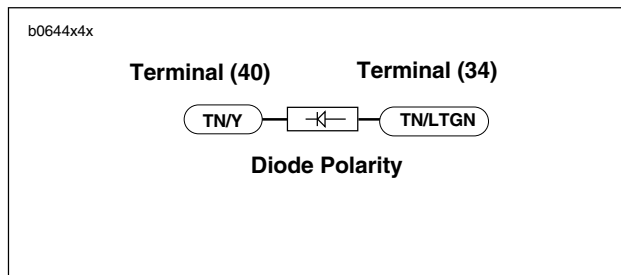 b0644x4x
Terminal (40) Terminal (34)
TN/Y TN/LTGN
Diode Polarity